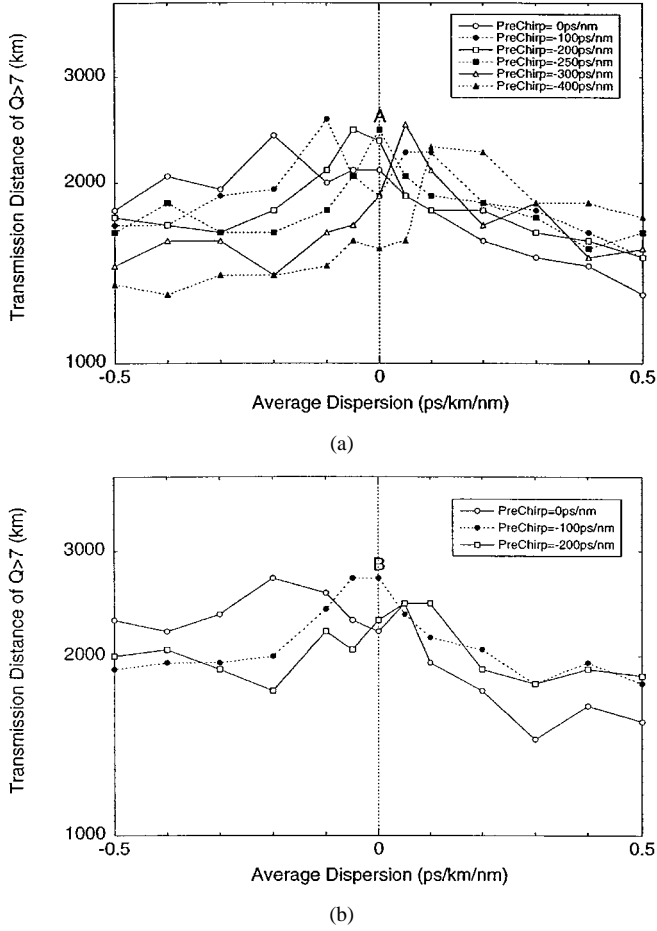 Transmission Distance of Q>7 (km)
3000
2000
1000
A
PreChirp= 0ps/nm
PreChirp=-100ps/nm
PreChirp=-200ps/nm
PreChirp=-250ps/nm
PreChirp=-300ps/nm
PreChirp=-400ps/nm
-0.5
0
0.5
Average Dispersion (ps/km/nm)
(a)
Transmission Distance of Q>7 (km)
3000
2000
1000
B
PreChirp=0ps/nm
PreChirp=-100ps/nm
PreChirp=-200ps/nm
-0.5
0
0.5
Average Dispersion (ps/km/nm)
(b)